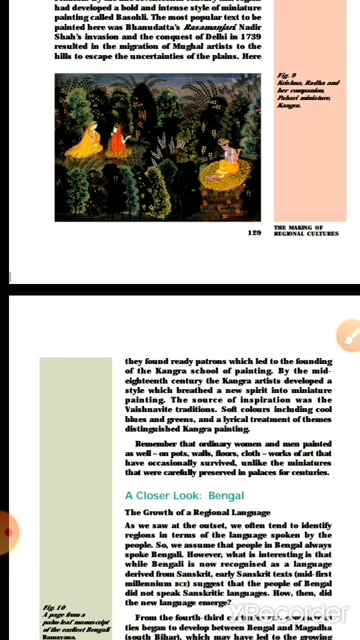 had developed a bold and intense style of miniature
painting called Basohli. The most popular text to be
painted here was Bhanudatta's Rasamanjari. Nadir
Shah's invasion and the conquest of Delhi in 1739
resulted in the migration of Mughal artists to the
hills to escape the uncertainties of the plains. Here
Fig. 9
Krishna, Radha and
her companion,
Pahari miniature,
Kangra.
129
THE MAKING OF
REGIONAL CULTURES
they found ready patrons which led to the founding
of the Kangra school of painting. By the mid-
eighteenth century the Kangra artists developed a
style which breathed a new spirit into miniature
painting. The source of inspiration was the
Vaishnavite traditions. Soft colours including cool
blues and greens, and a lyrical treatment of themes
distinguished Kangra painting.
Remember that ordinary women and men painted
as well – on pots, walls, floors, cloth – works of art that
have occasionally survived, unlike the miniatures
that were carefully preserved in palaces for centuries.
A Closer Look: Bengal
The Growth of a Regional Language
As we saw at the outset, we often tend to identify
regions in terms of the language spoken by the
people. So, we assume that people in Bengal always
spoke Bengali. However, what is interesting is that
while Bengali is now recognised as a language
derived from Sanskrit, early Sanskrit texts (mid-first
millennium BCE) suggest that the people of Bengal
did not speak Sanskritic languages. How, then, did
the new language emerge?
Fig. 10
A page from a
palm-leaf manuscript
of the earliest Bengali
Ramayana.
From the fourth-third
ties began to develop between Bengal and Magadha
(south Bihar), which may have led to the growing
XRecorder